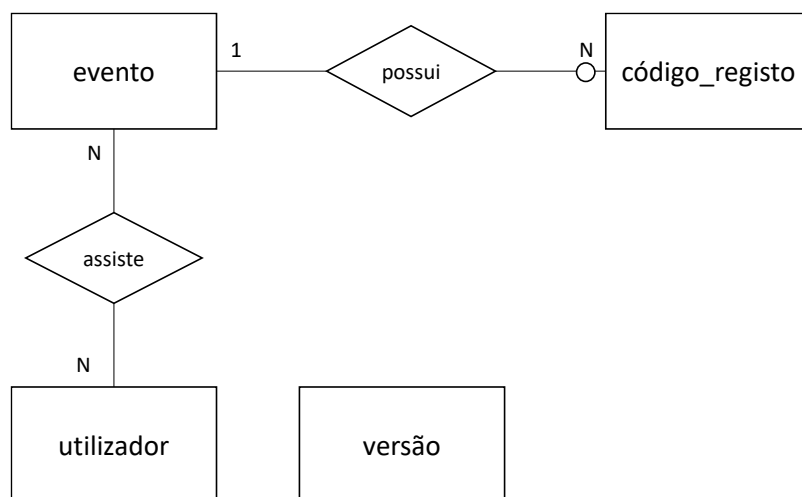 evento
1
possui
N
código_registo
N
assiste
N
utilizador
versão